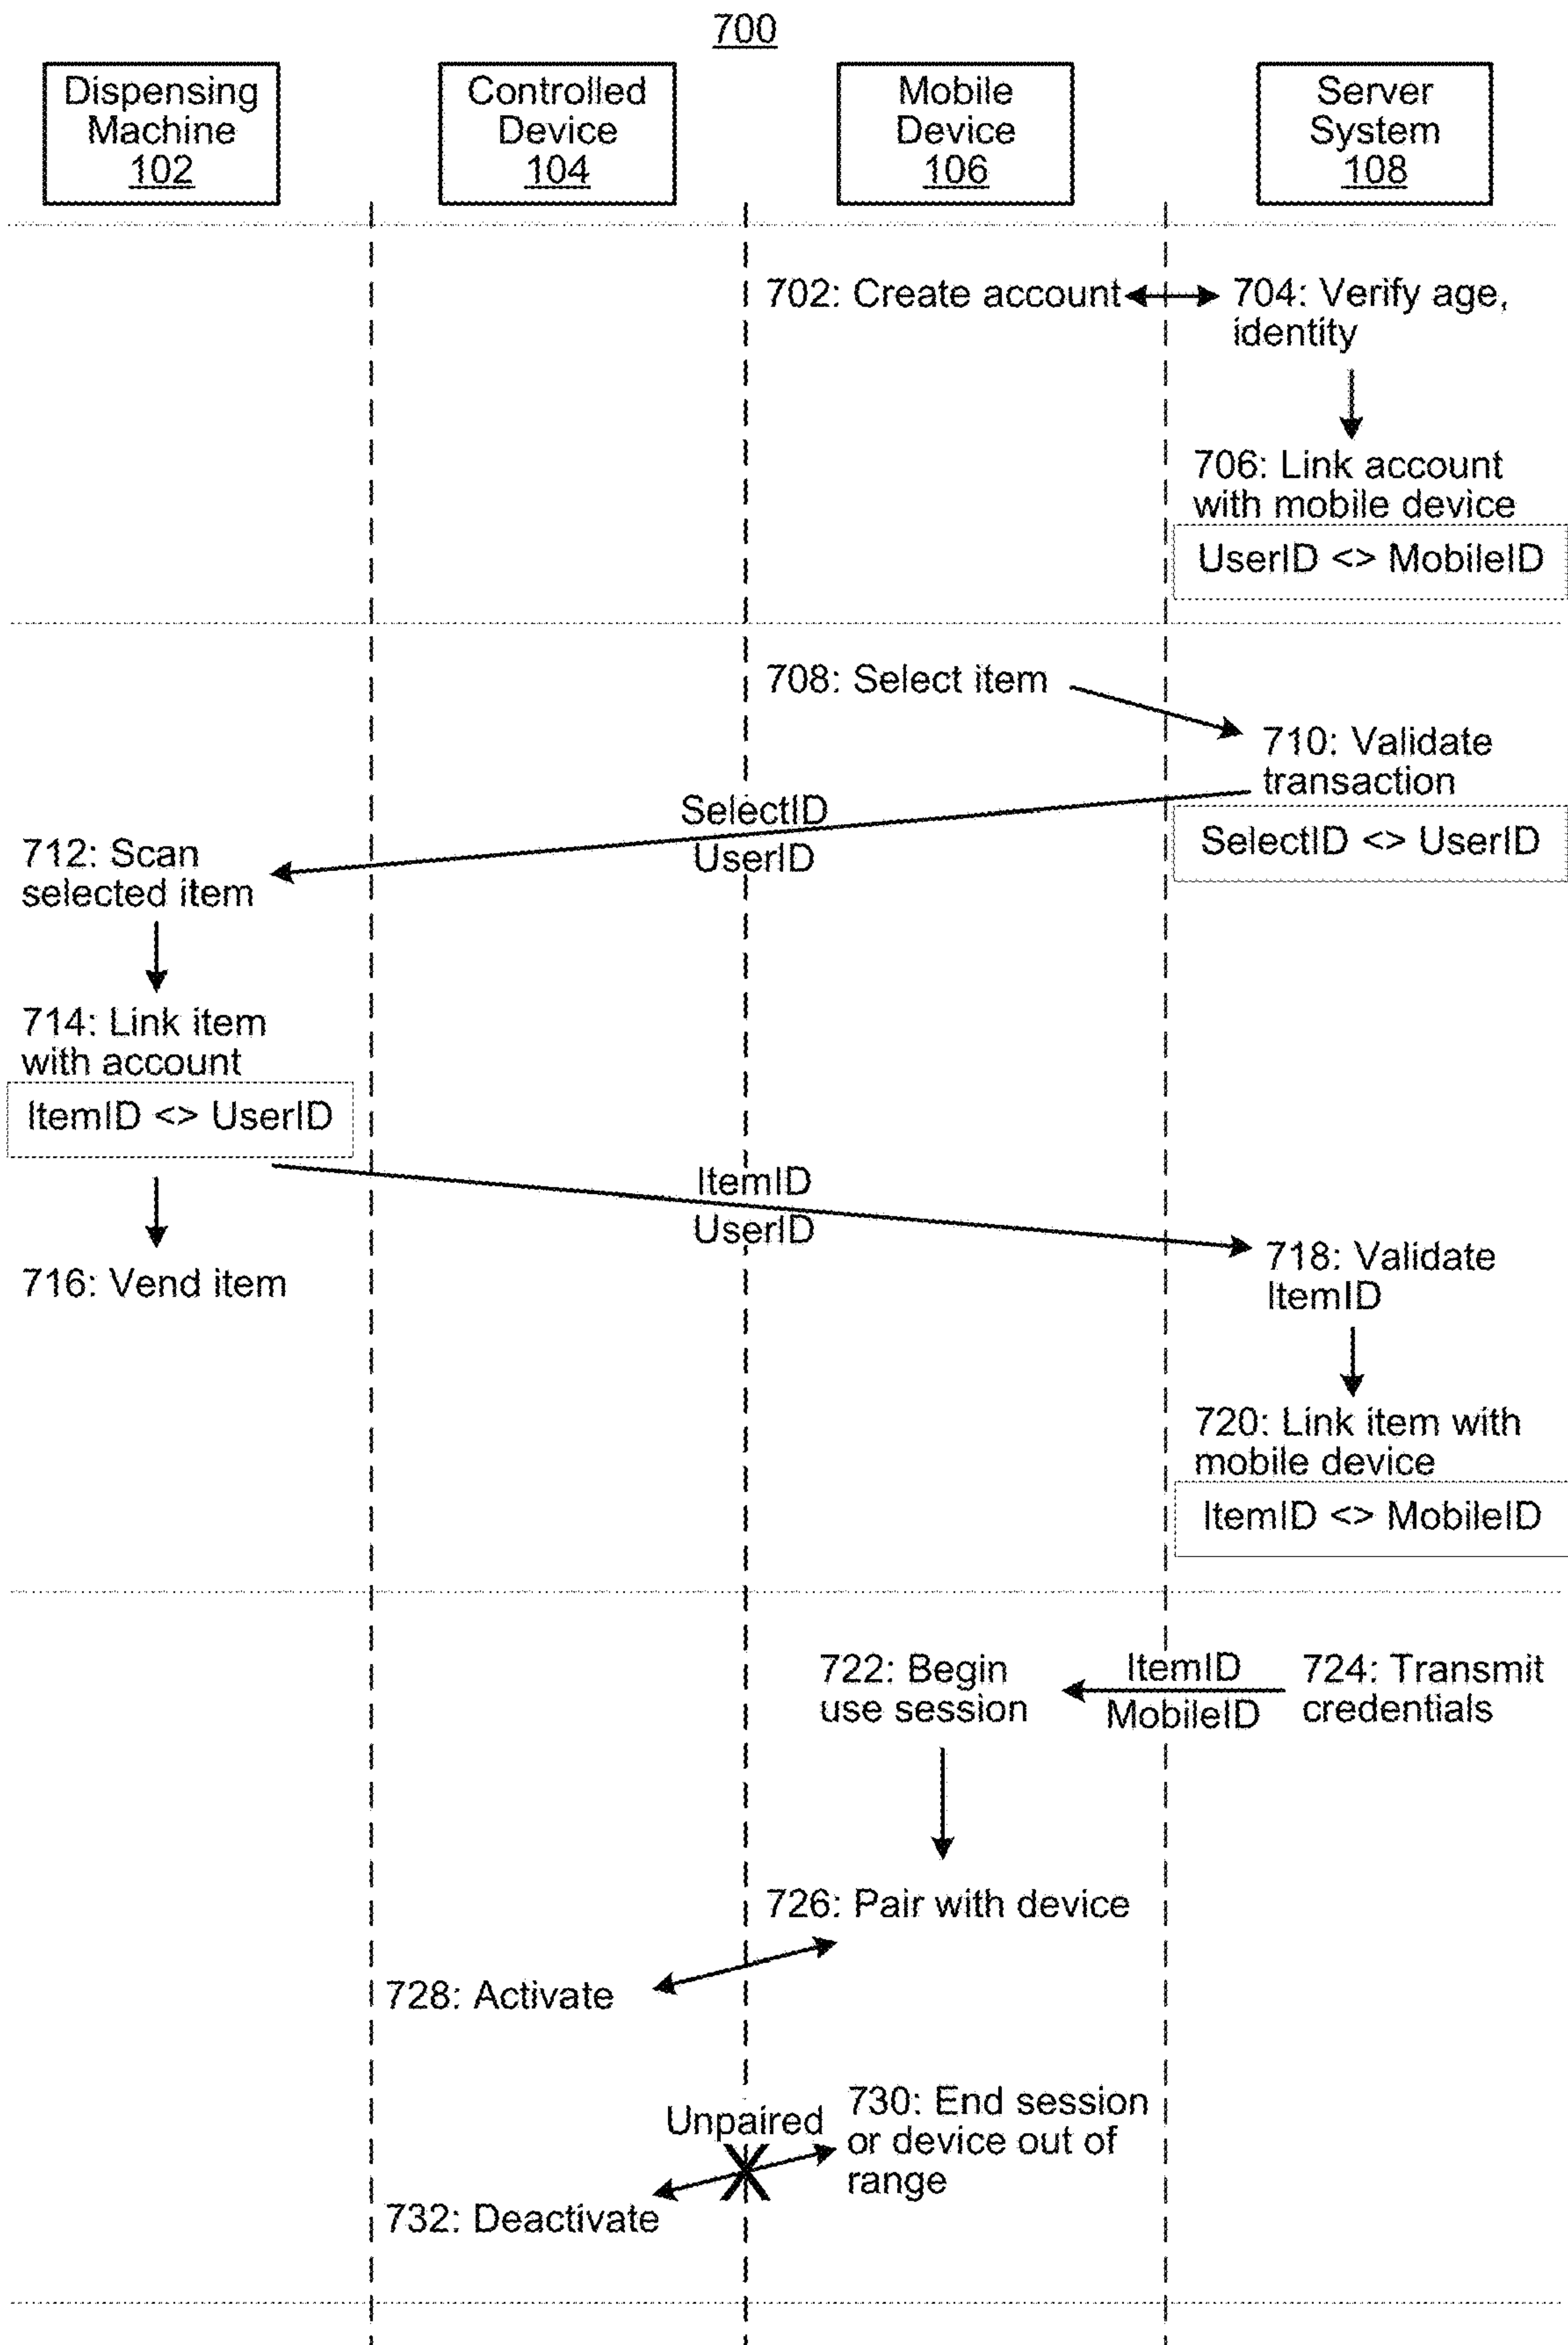 700
Dispensing
Machine
102
Controlled
Device
104
Mobile
Device
106
Server
System
108
702: Create account
704: Verify age,
identity
706: Link account
with mobile device
UserID <> MobileID
708: Select item
710: Validate
transaction
SelectID <> UserID
SelectID
UserID
712: Scan
selected item
714: Link item
with account
ItemID <> UserID
ItemID
UserID
716: Vend item
718: Validate
ItemID
720: Link item with
mobile device
ItemID <> MobileID
722: Begin
use session
ItemID
MobileID
724: Transmit
credentials
726: Pair with device
728: Activate
Unpaired
730: End session
or device out of
range
732: Deactivate